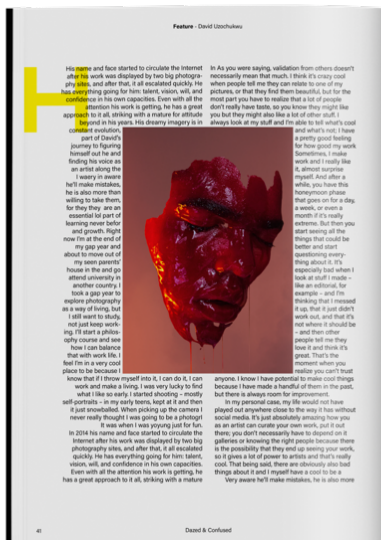 Feature - David Uzochukwu
H
His name and face started to circulate the Internet
after his work was displayed by two big photogra-
phy sites, and after that, it all escalated quickly. He
has everything going for him: talent, vision, will, and
confidence in his own capacities. Even with all the
attention his work is getting, he has a great
approach to it all, striking with a mature for attitude
beyond in his years. His dreamy imagery is in
constant evolution,
part of David's
journey to figuring
himself out he and
finding his voice as
an artist along the
I waery in aware
he'll make mistakes,
he is also more than
willing to take them,
for they they are an
essential lol part of
learning never befor
and growth. Right
now I'm at the end of
my gap year and
about to move out of
my seen parents'
house in the and go
attend university in
another country. I
took a gap year to
explore photography
as a way of living, but
I still want to study,
not just keep work-
ing. I'll start a philos-
ophy course and see
how I can balance
that with work life. I
feel I'm in a very cool
place to be because I
know that if I throw myself into it, I can do it, I can
work and make a living. I was very lucky to find
what I like so early. I started shooting – mostly
self-portraits – in my early teens, kept at it and then
it just snowballed. When picking up the camera I
never really thought I was going to be a photogrl
It was when I was youyng just for fun.
In 2014 his name and face started to circulate the
Internet after his work was displayed by two big
photography sites, and after that, it all escalated
quickly. He has everything going for him: talent,
vision, will, and confidence in his own capacities.
Even with all the attention his work is getting, he
has a great approach to it all, striking with a mature
In As you were saying, validation from others doesn't
necessarily mean that much. I think it's crazy cool
when people tell me they can relate to one of my
pictures, or that they find them beautiful, but for the
most part you have to realize that a lot of people
don't really have taste, so you know they might like
you but they might also like a lot of other stuff. I
always look at my stuff and I'm able to tell what's cool
and what's not; I have
a pretty good feeling
for how good my work
Sometimes, I make
work and I really like
it, almost surprise
myself. And after a
while, you have this
honeymoon phase
that goes on for a day,
a week, or even a
month if it's really
extreme. But then you
start seeing all the
things that could be
better and start
questioning every-
thing about it. It's
especially bad when I
look at stuff I made –
like an editorial, for
example – and I'm
thinking that I messed
it up, that it just didn't
work out, and that it's
not where it should be
– and then other
people tell me they
love it and think it's
great. That's the
moment when you
realize you can't tell
anyone. I know I have potential to make cool things
because I have made a handful of them in the past,
but there is always room for improvement.
In my personal case, my life would not have
played out anywhere close to the way it has without
social media. It's just absolutely amazing how you
as an artist can curate your own work, put it out
there; you don't necessarily have to depend on it
galleries or knowing the right people because there
is the possibility that they end up seeing your work,
so it gives a lot of power to artists and that's really
cool. That being said, there are obviously also bad
things about it and I myself have a cool to be a
Very aware he'll make mistakes, he is also more
Dazed & Confused